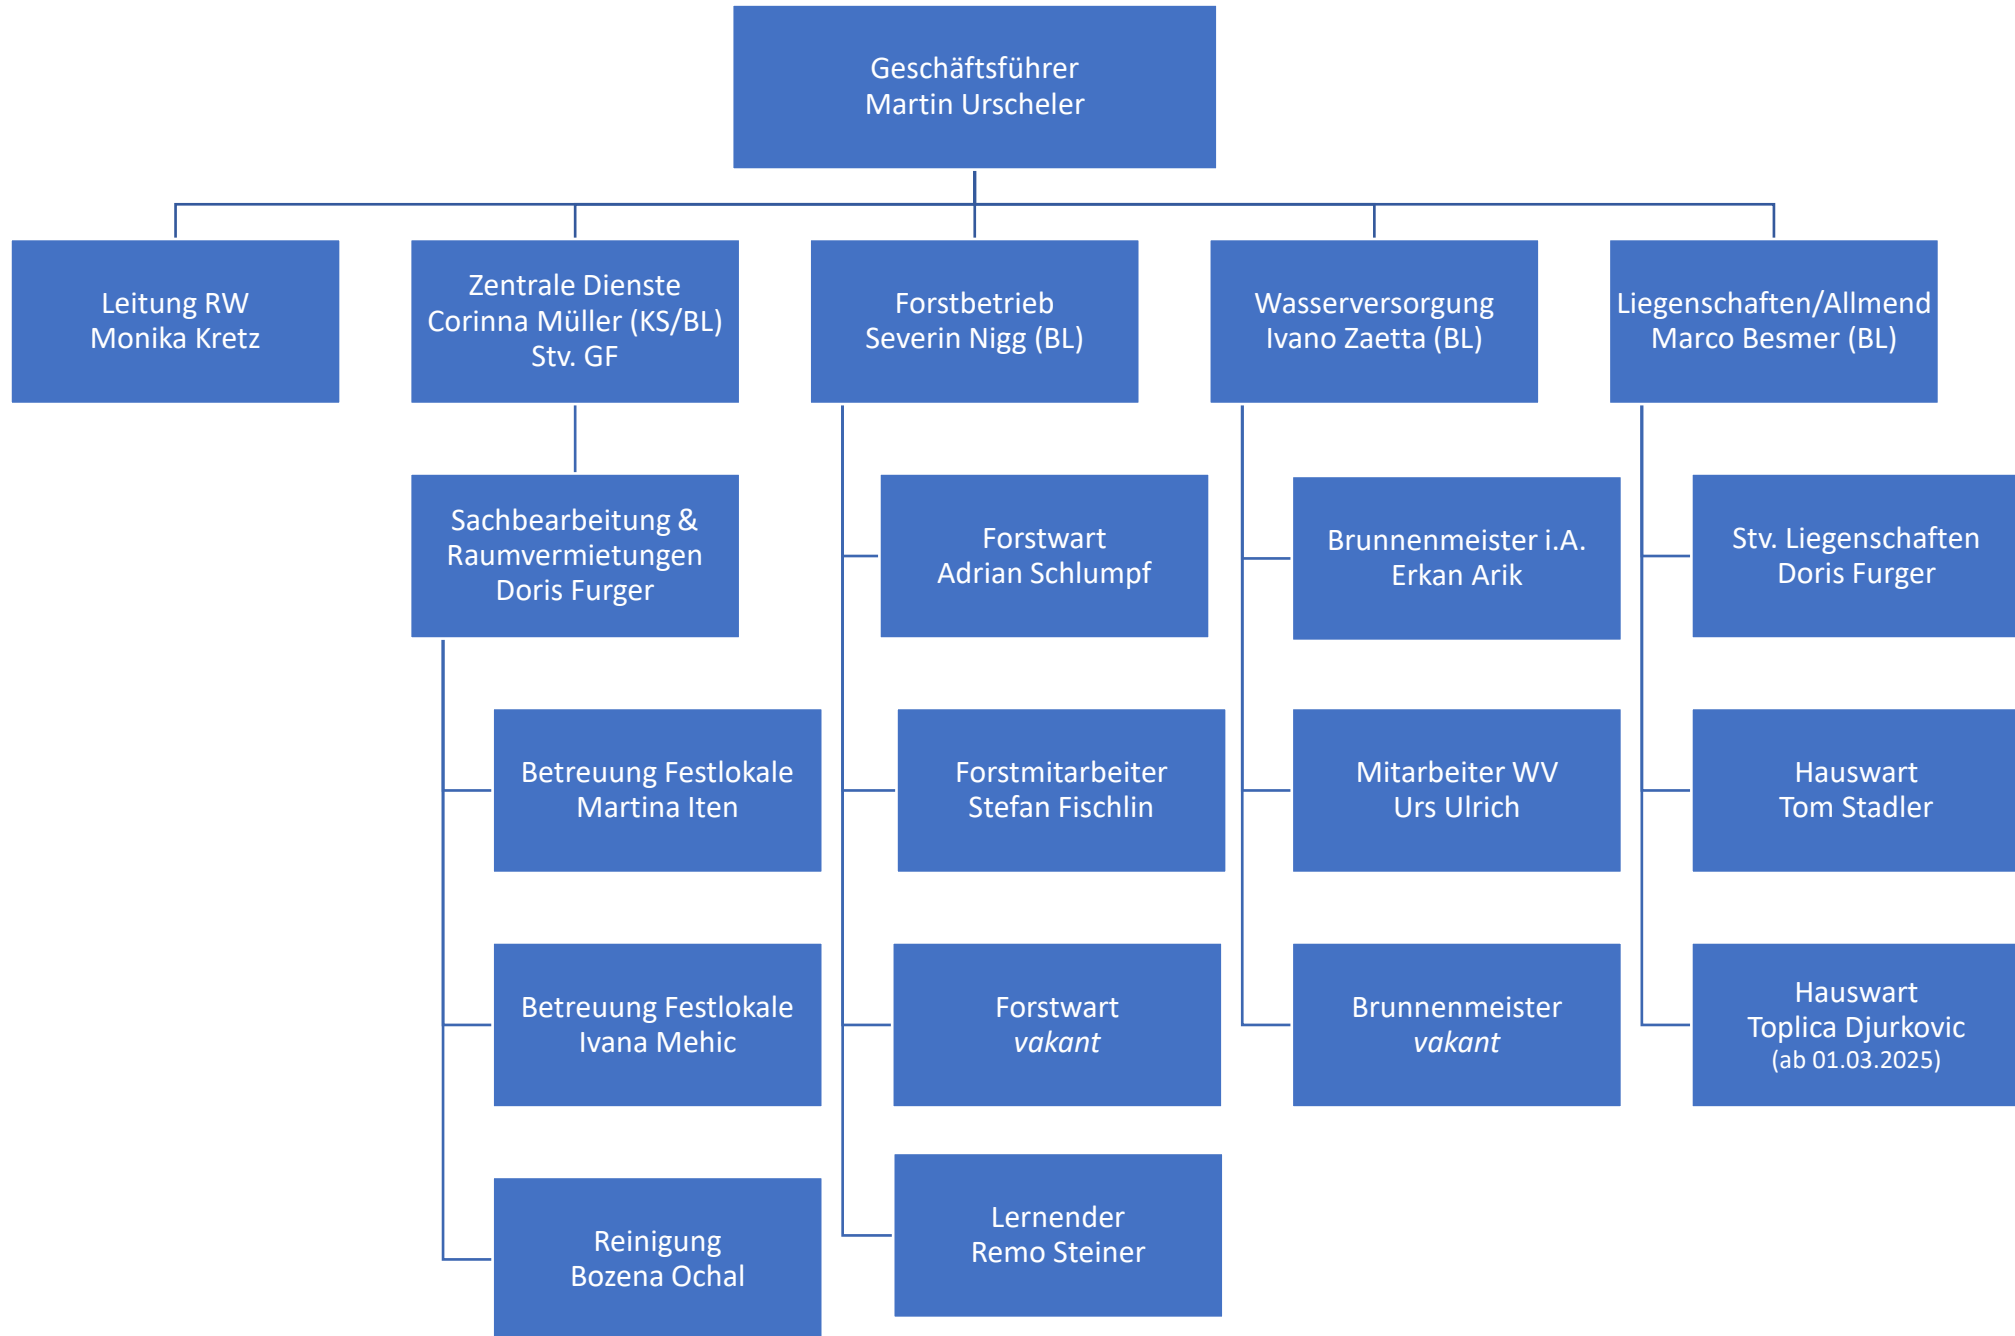 Geschäftsführer
Martin Urscheler
Leitung RW
Monika Kretz
Zentrale Dienste
Corinna Müller (KS/BL)
Stv. GF
Forstbetrieb
Severin Nigg (BL)
Wasserversorgung
Ivano Zaetta (BL)
Liegenschaften/Allmend
Marco Besmer (BL)
Sachbearbeitung &
Raumvermietungen
Doris Furger
Forstwart
Adrian Schlumpf
Brunnenmeister i.A.
Erkan Arik
Stv. Liegenschaften
Doris Furger
Betreuung Festlokale
Martina Iten
Forstmitarbeiter
Stefan Fischlin
Mitarbeiter WV
Urs Ulrich
Hauswart
Tom Stadler
Betreuung Festlokale
Ivana Mehic
Forstwart
vakant
Brunnenmeister
vakant
Hauswart
Toplica Djurkovic
(ab 01.03.2025)
Reinigung
Bozena Ochal
Lernender
Remo Steiner